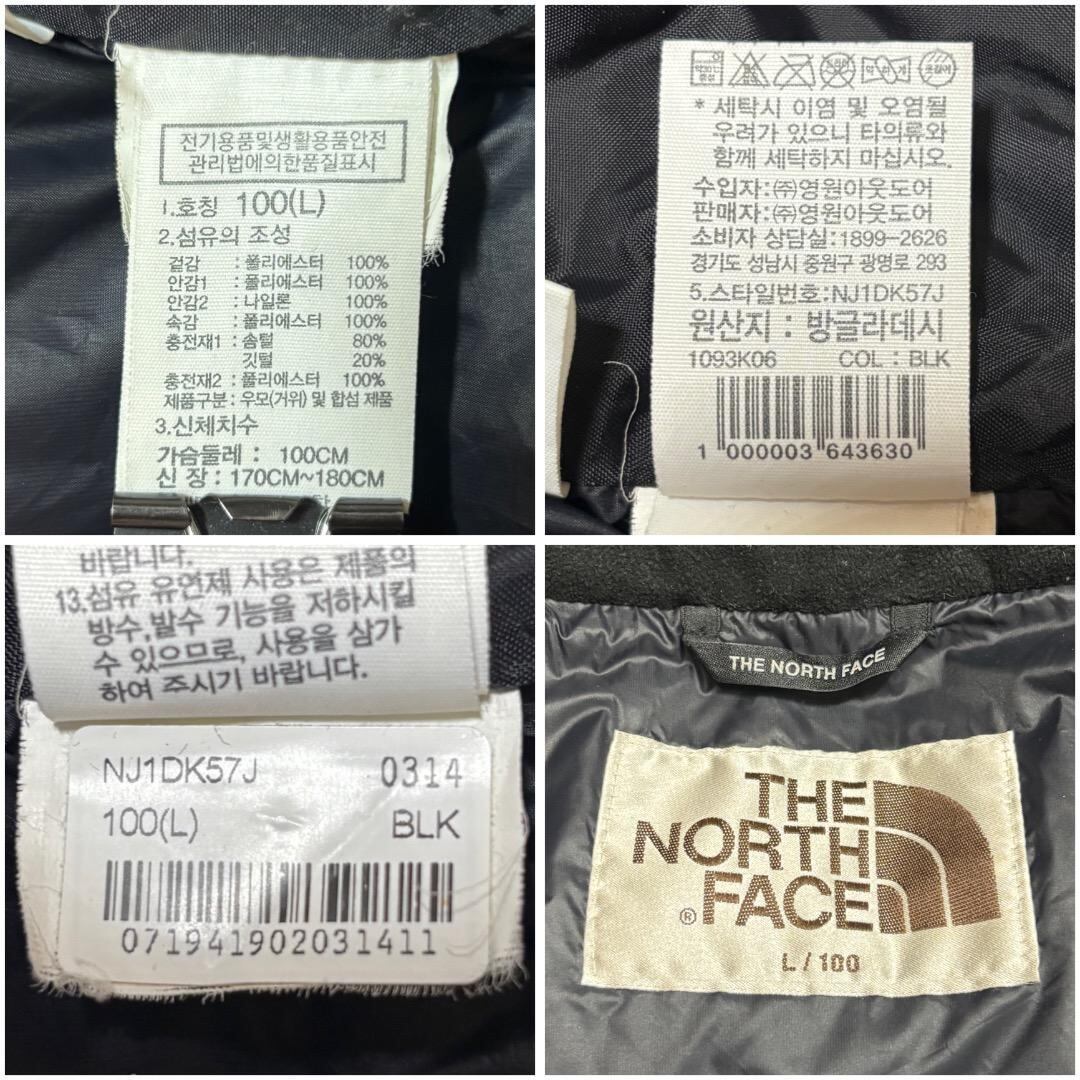 전기용품및생활용품안전
관리법에의한품질표시
1.호칭 100(L)
2.섬유의 조성
겉감 : 폴리에스터 100%
안감1 : 폴리에스터 100%
안감2 : 나일론 100%
속감 : 폴리에스터 100%
충전재1 : 솜털 80%
깃털 20%
충전재2 : 폴리에스터 100%
제품구분 : 우모(거위) 및 합섬 제품
3.신체치수
가슴둘레 : 100CM
신 장 : 170CM~180CM
* 세탁시 이염 및 오염될
우려가 있으니 타의류와
함께 세탁하지 마십시오.
수입자:㈜영원아웃도어
판매자:㈜영원아웃도어
소비자 상담실:1899-2626
경기도 성남시 중원구 광명로 293
5.스타일번호:NJ1DK57J
원산지 : 방글라데시
1093K06 COL : BLK
1 000003 643630
바랍니다.
13.섬유 유연제 사용은 제품의
방수,발수 기능을 저하시킬
수 있으므로, 사용을 삼가
하여 주시기 바랍니다.
NJ1DK57J 0314
100(L) BLK
071941902031411
THE NORTH FACE
THE
NORTH
FACE
®
L / 100